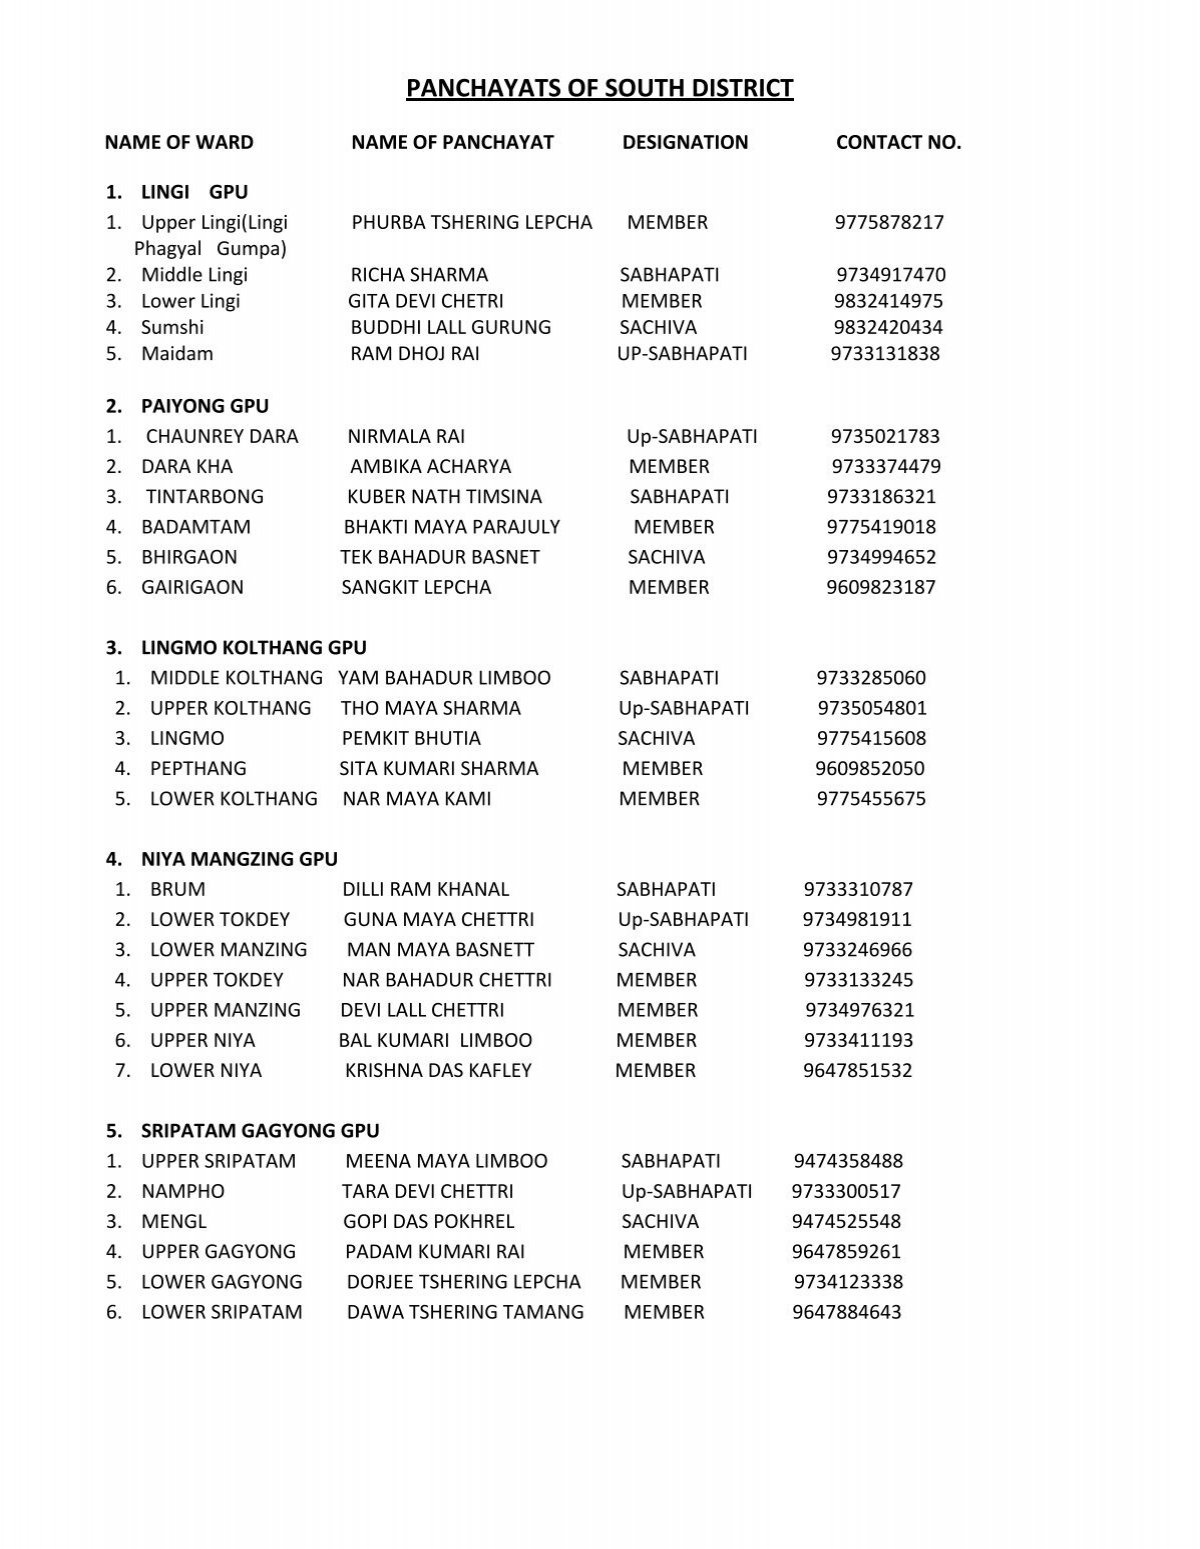 PANCHAYATS OF SOUTH DISTRICT
NAME OF WARD NAME OF PANCHAYAT DESIGNATION CONTACT NO.
1. LINGI GPU
1. Upper Lingi(Lingi PHURBA TSHERING LEPCHA MEMBER 9775878217
Phagyal Gumpa)
2. Middle Lingi RICHA SHARMA SABHAPATI 9734917470
3. Lower Lingi GITA DEVI CHETRI MEMBER 9832414975
4. Sumshi BUDDHI LALL GURUNG SACHIVA 9832420434
5. Maidam RAM DHOJ RAI UP-SABHAPATI 9733131838
2. PAIYONG GPU
1. CHAUNREY DARA NIRMALA RAI Up-SABHAPATI 9735021783
2. DARA KHA AMBIKA ACHARYA MEMBER 9733374479
3. TINTARBONG KUBER NATH TIMSINA SABHAPATI 9733186321
4. BADAMTAM BHAKTI MAYA PARAJULY MEMBER 9775419018
5. BHIRGAON TEK BAHADUR BASNET SACHIVA 9734994652
6. GAIRIGAON SANGKIT LEPCHA MEMBER 9609823187
3. LINGMO KOLTHANG GPU
1. MIDDLE KOLTHANG YAM BAHADUR LIMBOO SABHAPATI 9733285060
2. UPPER KOLTHANG THO MAYA SHARMA Up-SABHAPATI 9735054801
3. LINGMO PEMKIT BHUTIA SACHIVA 9775415608
4. PEPTHANG SITA KUMARI SHARMA MEMBER 9609852050
5. LOWER KOLTHANG NAR MAYA KAMI MEMBER 9775455675
4. NIYA MANGZING GPU
1. BRUM DILLI RAM KHANAL SABHAPATI 9733310787
2. LOWER TOKDEY GUNA MAYA CHETTRI Up-SABHAPATI 9734981911
3. LOWER MANZING MAN MAYA BASNETT SACHIVA 9733246966
4. UPPER TOKDEY NAR BAHADUR CHETTRI MEMBER 9733133245
5. UPPER MANZING DEVI LALL CHETTRI MEMBER 9734976321
6. UPPER NIYA BAL KUMARI LIMBOO MEMBER 9733411193
7. LOWER NIYA KRISHNA DAS KAFLEY MEMBER 9647851532
5. SRIPATAM GAGYONG GPU
1. UPPER SRIPATAM MEENA MAYA LIMBOO SABHAPATI 9474358488
2. NAMPHO TARA DEVI CHETTRI Up-SABHAPATI 9733300517
3. MENGL GOPI DAS POKHREL SACHIVA 9474525548
4. UPPER GAGYONG PADAM KUMARI RAI MEMBER 9647859261
5. LOWER GAGYONG DORJEE TSHERING LEPCHA MEMBER 9734123338
6. LOWER SRIPATAM DAWA TSHERING TAMANG MEMBER 9647884643